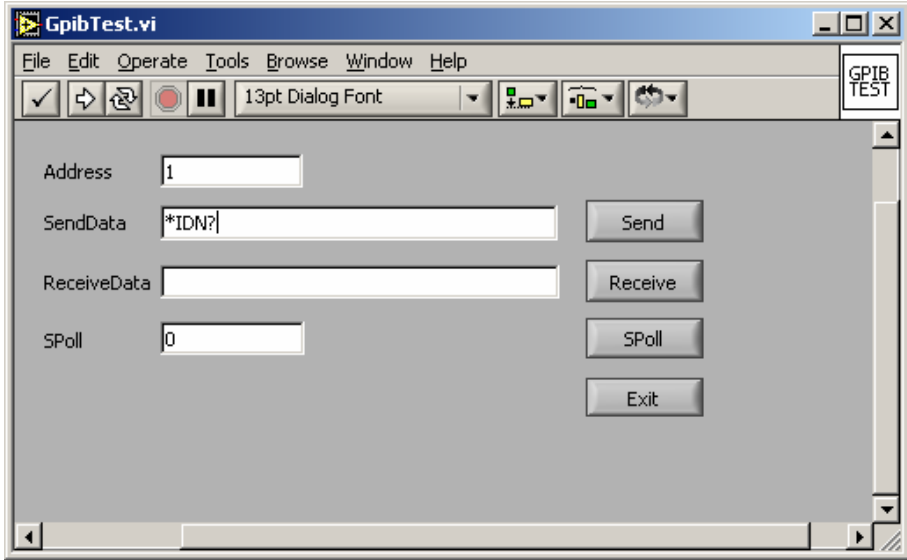 GpibTest.vi
File Edit Operate Tools Browse Window Help
GPIB
TEST
13pt Dialog Font
Address 1
SendData *IDN? Send
ReceiveData Receive
SPoll 0 SPoll
Exit